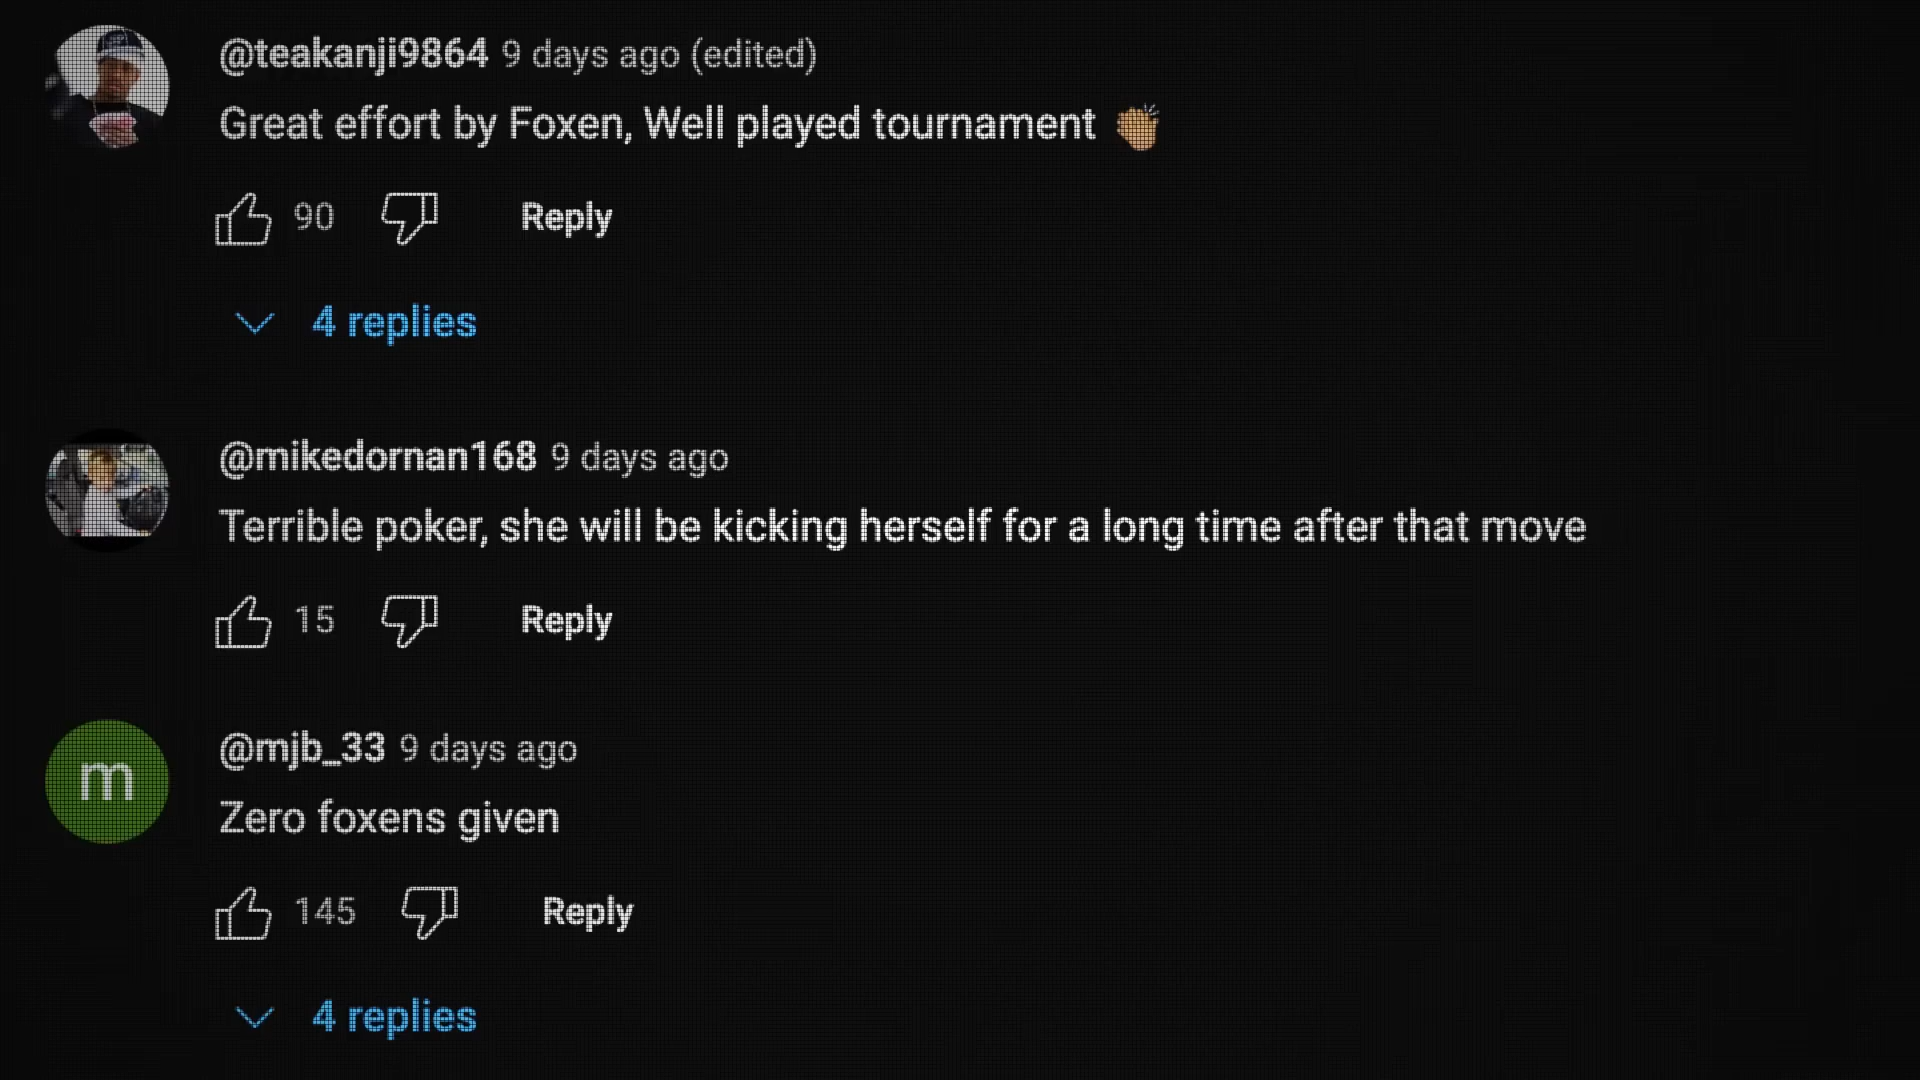 @teakanji9864 9 days ago (edited)
Great effort by Foxen, Well played tournament 👏🏽
90 Reply
4 replies
@mikedornan168 9 days ago
Terrible poker, she will be kicking herself for a long time after that move
15 Reply
m
@mjb_33 9 days ago
Zero foxens given
145 Reply
4 replies